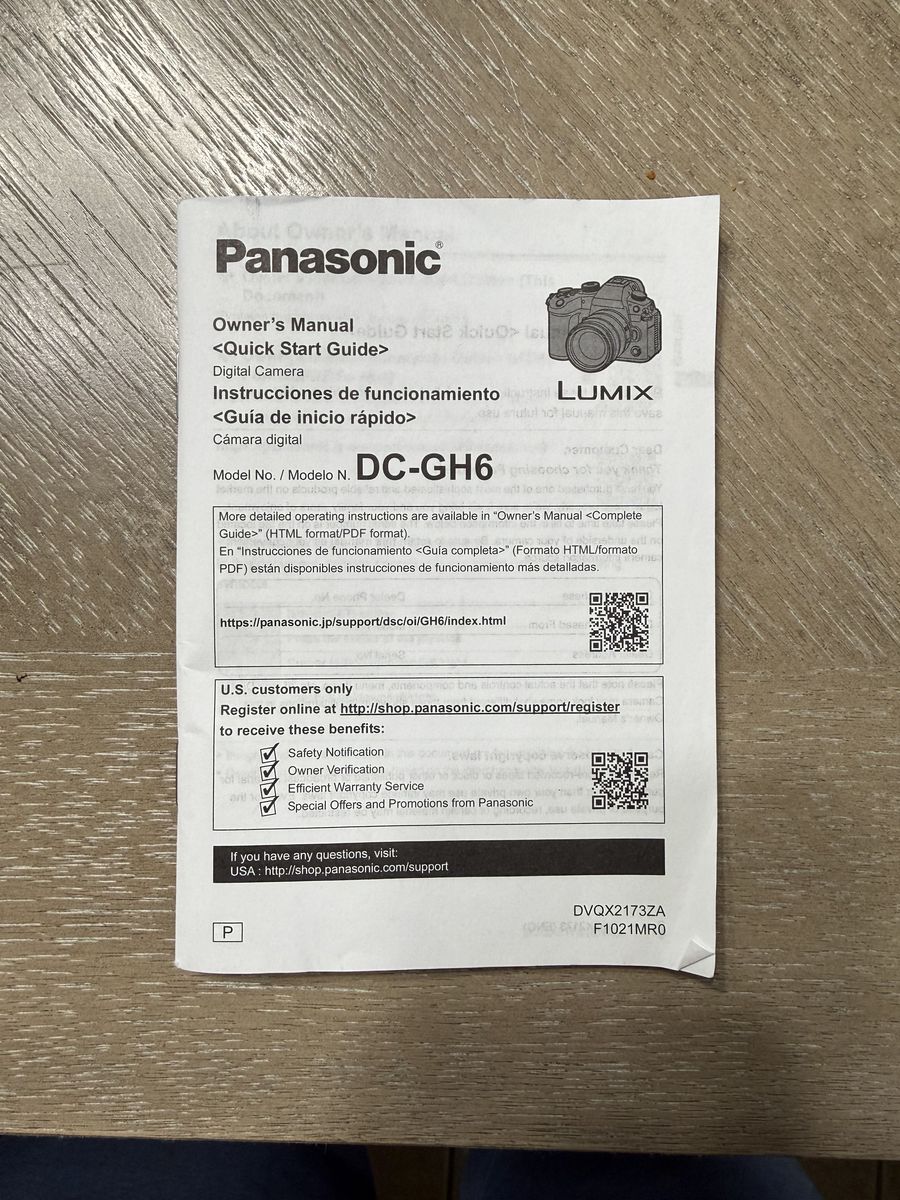 Panasonic®
Owner's Manual
<Quick Start Guide>
Digital Camera
Instrucciones de funcionamiento
<Guía de inicio rápido>
Cámara digital
LUMIX
Model No. / Modelo N. DC-GH6
More detailed operating instructions are available in “Owner's Manual <Complete
Guide>” (HTML format/PDF format).
En “Instrucciones de funcionamiento <Guía completa>” (Formato HTML/formato
PDF) están disponibles instrucciones de funcionamiento más detalladas.
https://panasonic.jp/support/dsc/oi/GH6/index.html
U.S. customers only
Register online at http://shop.panasonic.com/support/register
to receive these benefits:
Safety Notification
Owner Verification
Efficient Warranty Service
Special Offers and Promotions from Panasonic
If you have any questions, visit:
USA : http://shop.panasonic.com/support
DVQX2173ZA
F1021MR0
P